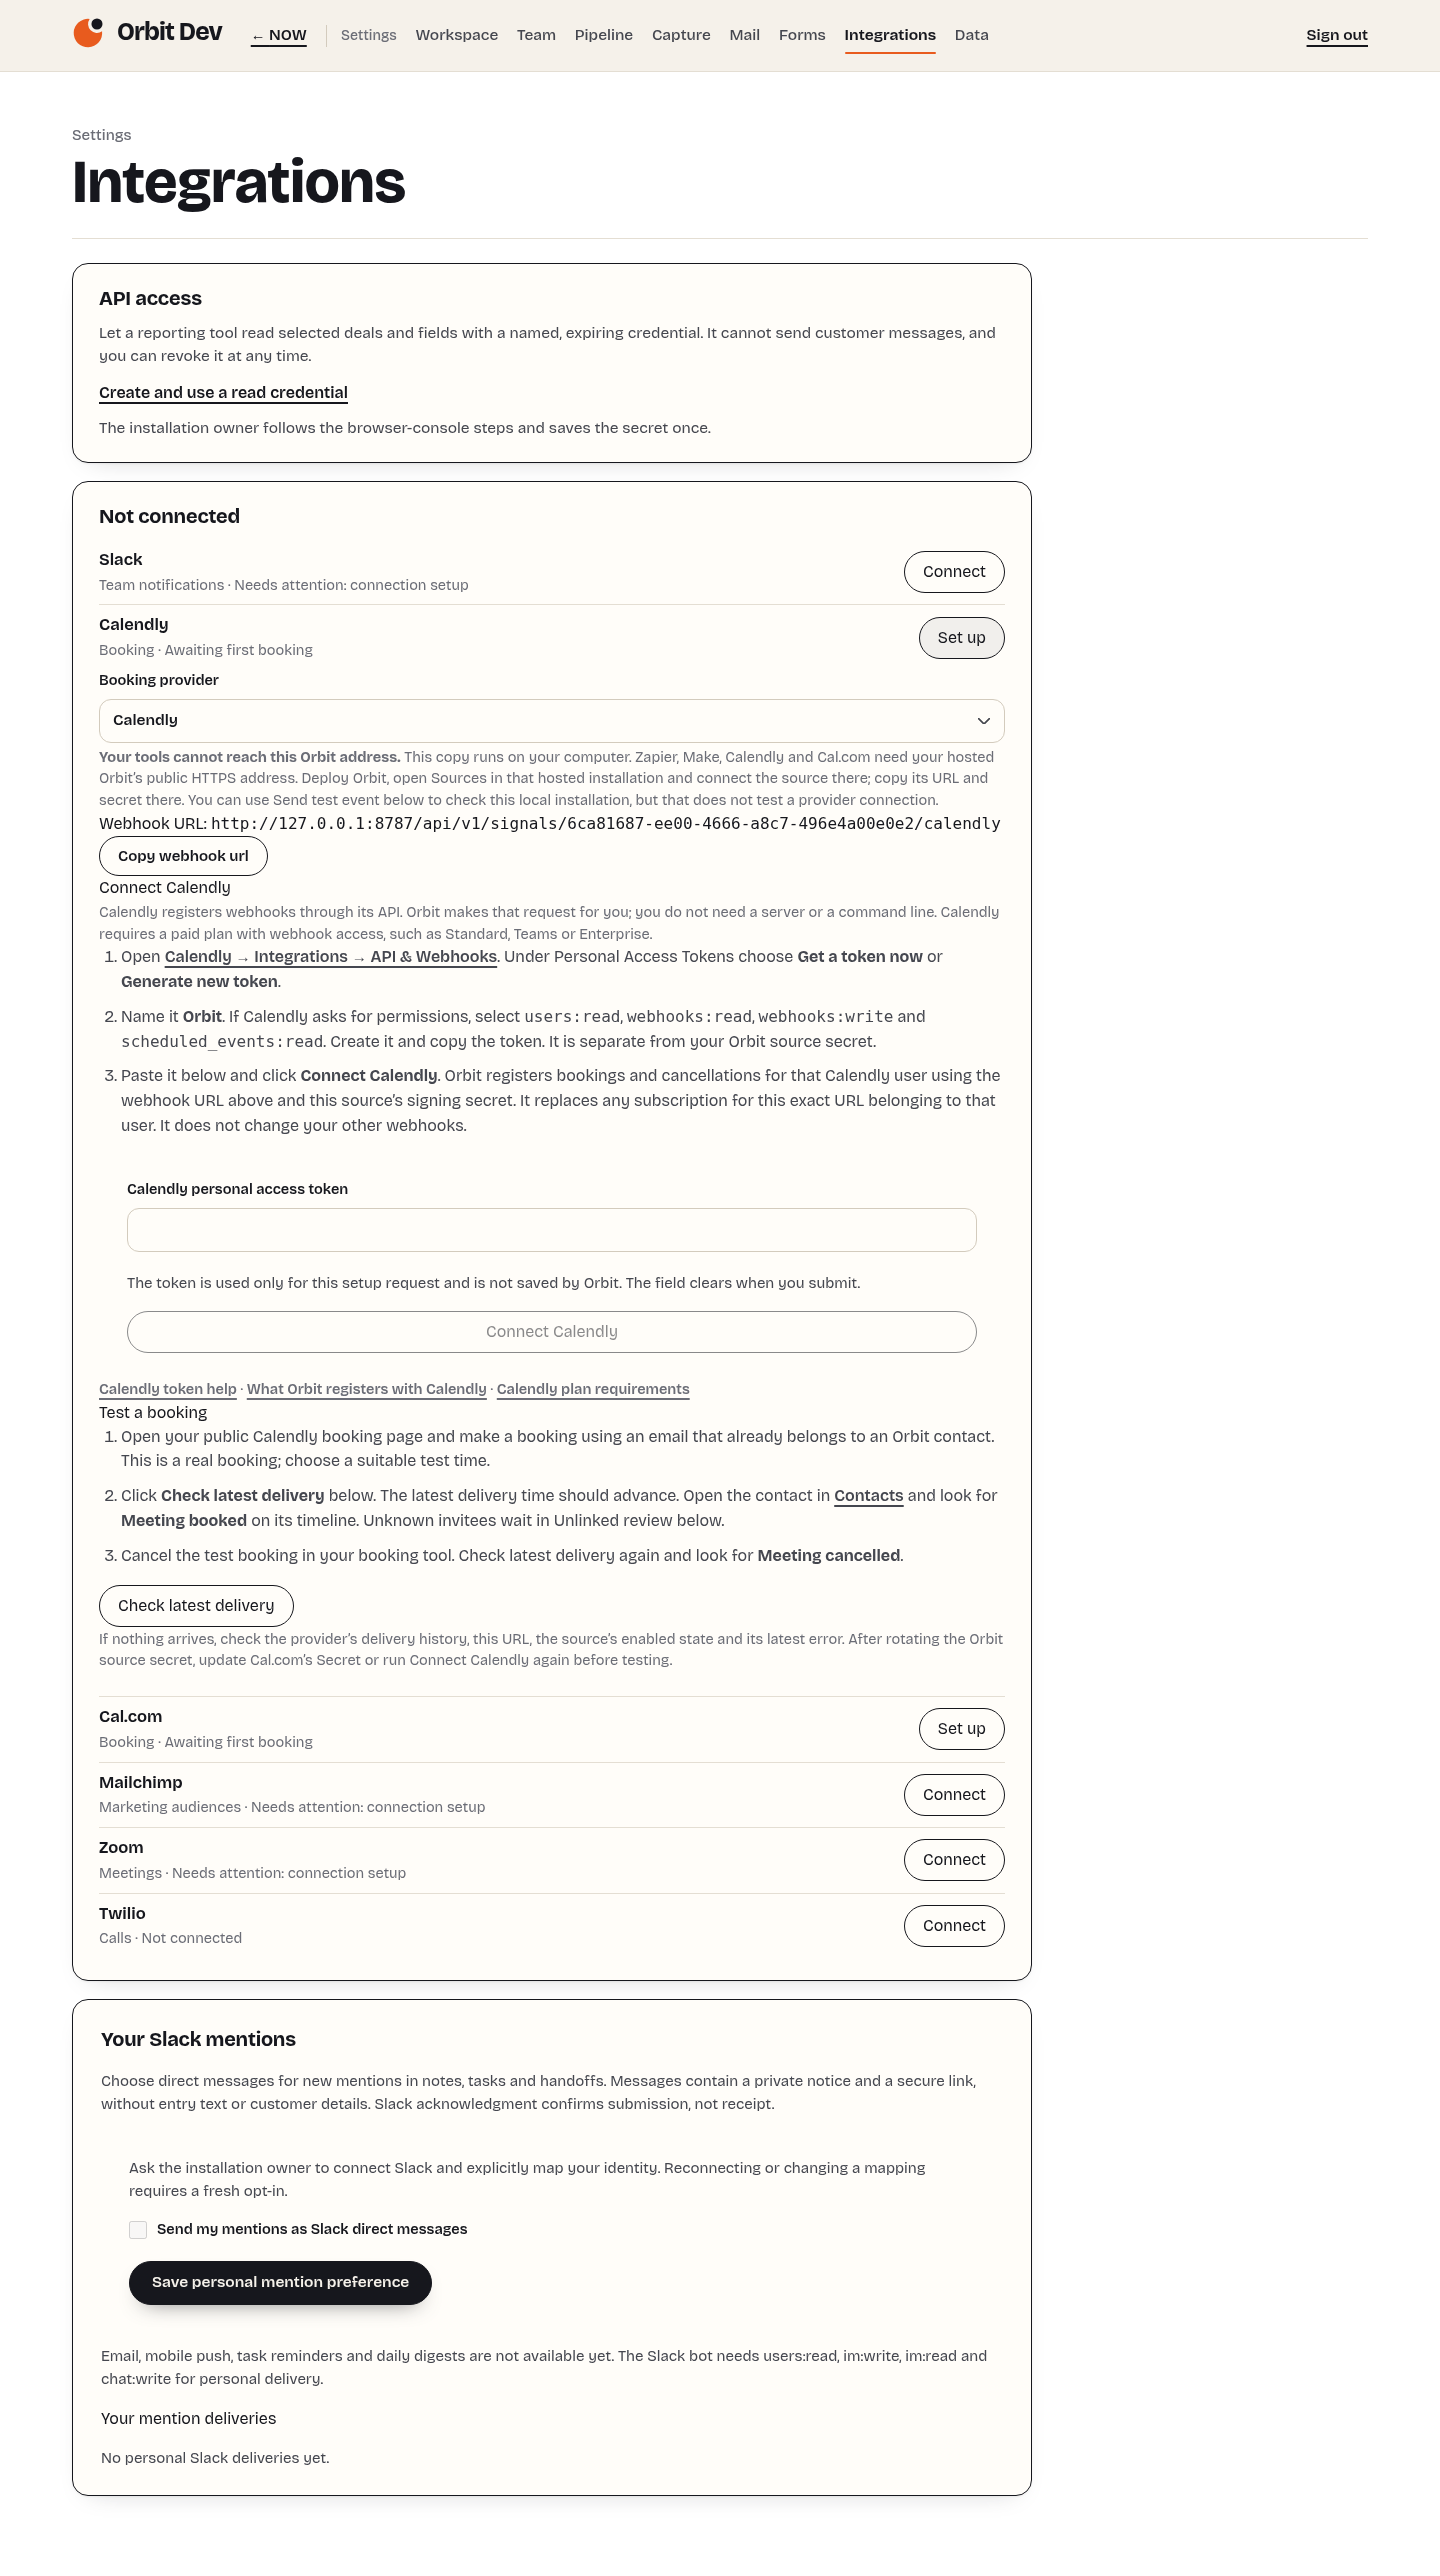 Orbit Dev
← NOW
Settings
Workspace
Team
Pipeline
Capture
Mail
Forms
Integrations
Data
Sign out
Settings
Integrations
API access
Let a reporting tool read selected deals and fields with a named, expiring credential. It cannot send customer messages, and
you can revoke it at any time.
Create and use a read credential
The installation owner follows the browser-console steps and saves the secret once.
Not connected
Slack
Team notifications · Needs attention: connection setup
Connect
Calendly
Booking · Awaiting first booking
Set up
Booking provider
Calendly
Your tools cannot reach this Orbit address. This copy runs on your computer. Zapier, Make, Calendly and Cal.com need your hosted
Orbit's public HTTPS address. Deploy Orbit, open Sources in that hosted installation and connect the source there; copy its URL and
secret there. You can use Send test event below to check this local installation, but that does not test a provider connection.
Webhook URL: http://127.0.0.1:8787/api/v1/signals/6ca81687-ee00-4666-a8c7-496e4a00e0e2/calendly
Copy webhook url
Connect Calendly
Calendly registers webhooks through its API. Orbit makes that request for you; you do not need a server or a command line. Calendly
requires a paid plan with webhook access, such as Standard, Teams or Enterprise.
1. Open Calendly → Integrations → API & Webhooks. Under Personal Access Tokens choose Get a token now or
Generate new token.
2. Name it Orbit. If Calendly asks for permissions, select users:read, webhooks:read, webhooks:write and
scheduled_events:read. Create it and copy the token. It is separate from your Orbit source secret.
3. Paste it below and click Connect Calendly. Orbit registers bookings and cancellations for that Calendly user using the
webhook URL above and this source's signing secret. It replaces any subscription for this exact URL belonging to that
user. It does not change your other webhooks.
Calendly personal access token
The token is used only for this setup request and is not saved by Orbit. The field clears when you submit.
Connect Calendly
Calendly token help · What Orbit registers with Calendly · Calendly plan requirements
Test a booking
1. Open your public Calendly booking page and make a booking using an email that already belongs to an Orbit contact.
This is a real booking; choose a suitable test time.
2. Click Check latest delivery below. The latest delivery time should advance. Open the contact in Contacts and look for
Meeting booked on its timeline. Unknown invitees wait in Unlinked review below.
3. Cancel the test booking in your booking tool. Check latest delivery again and look for Meeting cancelled.
Check latest delivery
If nothing arrives, check the provider's delivery history, this URL, the source's enabled state and its latest error. After rotating the Orbit
source secret, update Cal.com's Secret or run Connect Calendly again before testing.
Cal.com
Booking · Awaiting first booking
Set up
Mailchimp
Marketing audiences · Needs attention: connection setup
Connect
Zoom
Meetings · Needs attention: connection setup
Connect
Twilio
Calls · Not connected
Connect
Your Slack mentions
Choose direct messages for new mentions in notes, tasks and handoffs. Messages contain a private notice and a secure link,
without entry text or customer details. Slack acknowledgment confirms submission, not receipt.
Ask the installation owner to connect Slack and explicitly map your identity. Reconnecting or changing a mapping
requires a fresh opt-in.
Send my mentions as Slack direct messages
Save personal mention preference
Email, mobile push, task reminders and daily digests are not available yet. The Slack bot needs users:read, im:write, im:read and
chat:write for personal delivery.
Your mention deliveries
No personal Slack deliveries yet.